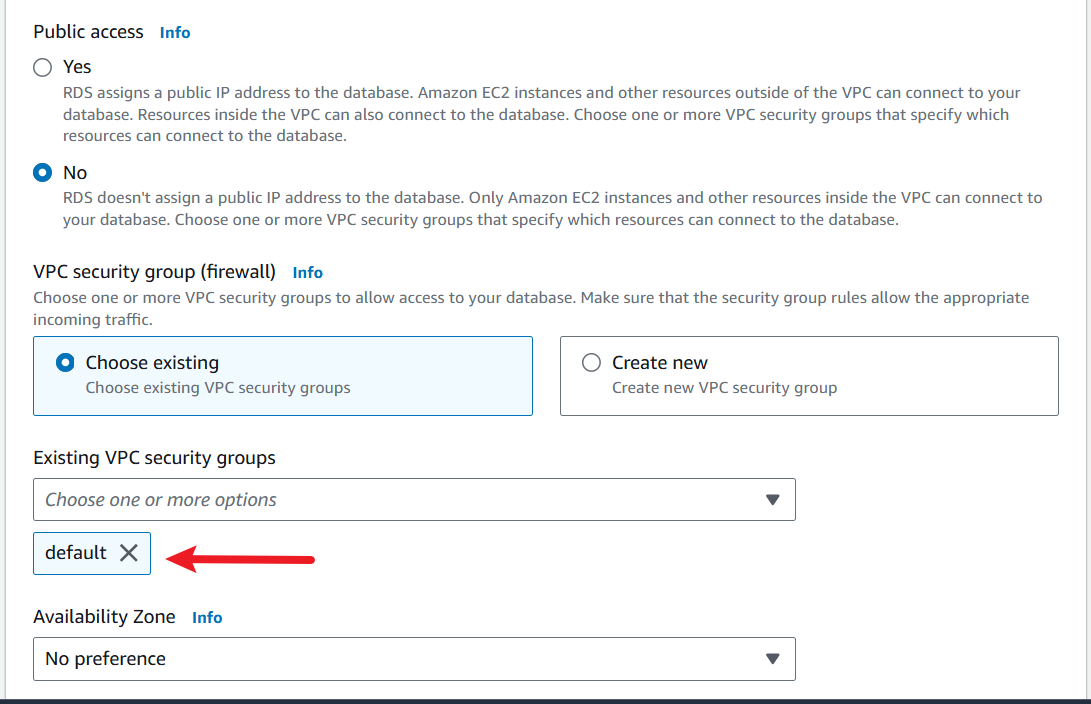 Public access Info
Yes
RDS assigns a public IP address to the database. Amazon EC2 instances and other resources outside of the VPC can connect to your
database. Resources inside the VPC can also connect to the database. Choose one or more VPC security groups that specify which
resources can connect to the database.
No
RDS doesn't assign a public IP address to the database. Only Amazon EC2 instances and other resources inside the VPC can connect to
your database. Choose one or more VPC security groups that specify which resources can connect to the database.
VPC security group (firewall) Info
Choose one or more VPC security groups to allow access to your database. Make sure that the security group rules allow the appropriate
incoming traffic.
Choose existing
Choose existing VPC security groups
Create new
Create new VPC security group
Existing VPC security groups
Choose one or more options
default
Availability Zone Info
No preference